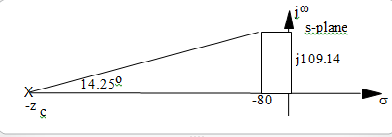 jω
s-plane
j109.14
14.25º
X
-80
σ
-z
c